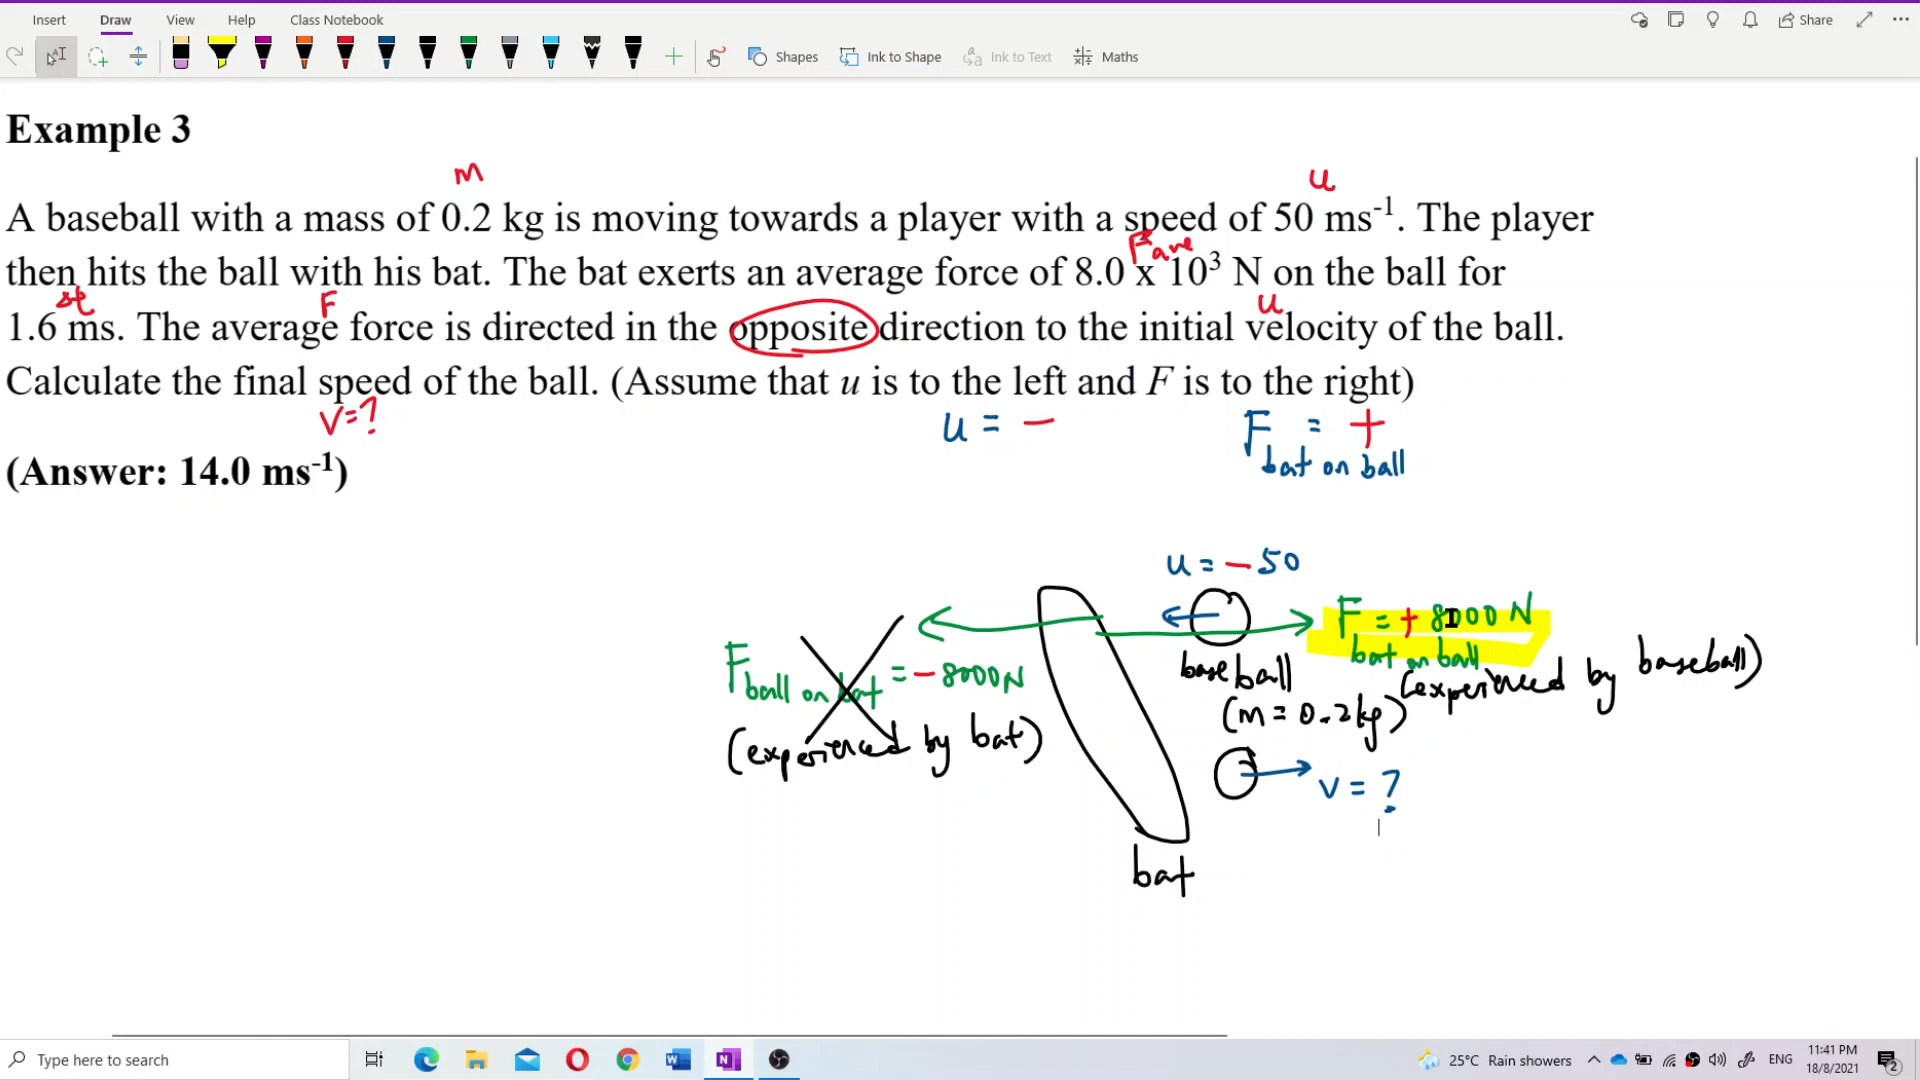 Insert Draw View Help Class Notebook Share
Shapes Ink to Shape Ink to Text Maths
Example 3
m u
A baseball with a mass of 0.2 kg is moving towards a player with a speed of 50 ms-1. The player
Fave
then hits the ball with his bat. The bat exerts an average force of 8.0 x 10³ N on the ball for
Δt F u
1.6 ms. The average force is directed in the opposite direction to the initial velocity of the ball.
Calculate the final speed of the ball. (Assume that u is to the left and F is to the right)
v=? u = − F bat on ball = +
(Answer: 14.0 ms-1)
u = − 50
F bat on ball = + 8000 N
(experienced by baseball)
F ball on bat = − 8000N
(experienced by bat)
baseball
(m = 0.2kg)
v = ?
bat
Type here to search
25°C Rain showers ENG 11:41 PM
18/8/2021
2